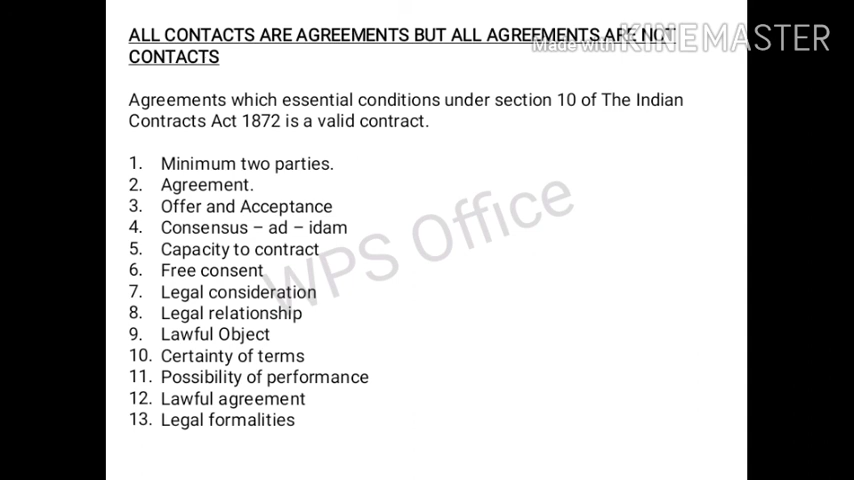 ALL CONTACTS ARE AGREEMENTS BUT ALL AGREEMENTS ARE NOT
CONTACTS
Made with KINEMASTER
Agreements which essential conditions under section 10 of The Indian
Contracts Act 1872 is a valid contract.
1. Minimum two parties.
2. Agreement.
3. Offer and Acceptance
4. Consensus – ad – idam
5. Capacity to contract
6. Free consent
7. Legal consideration
8. Legal relationship
9. Lawful Object
10. Certainty of terms
11. Possibility of performance
12. Lawful agreement
13. Legal formalities
WPS Office